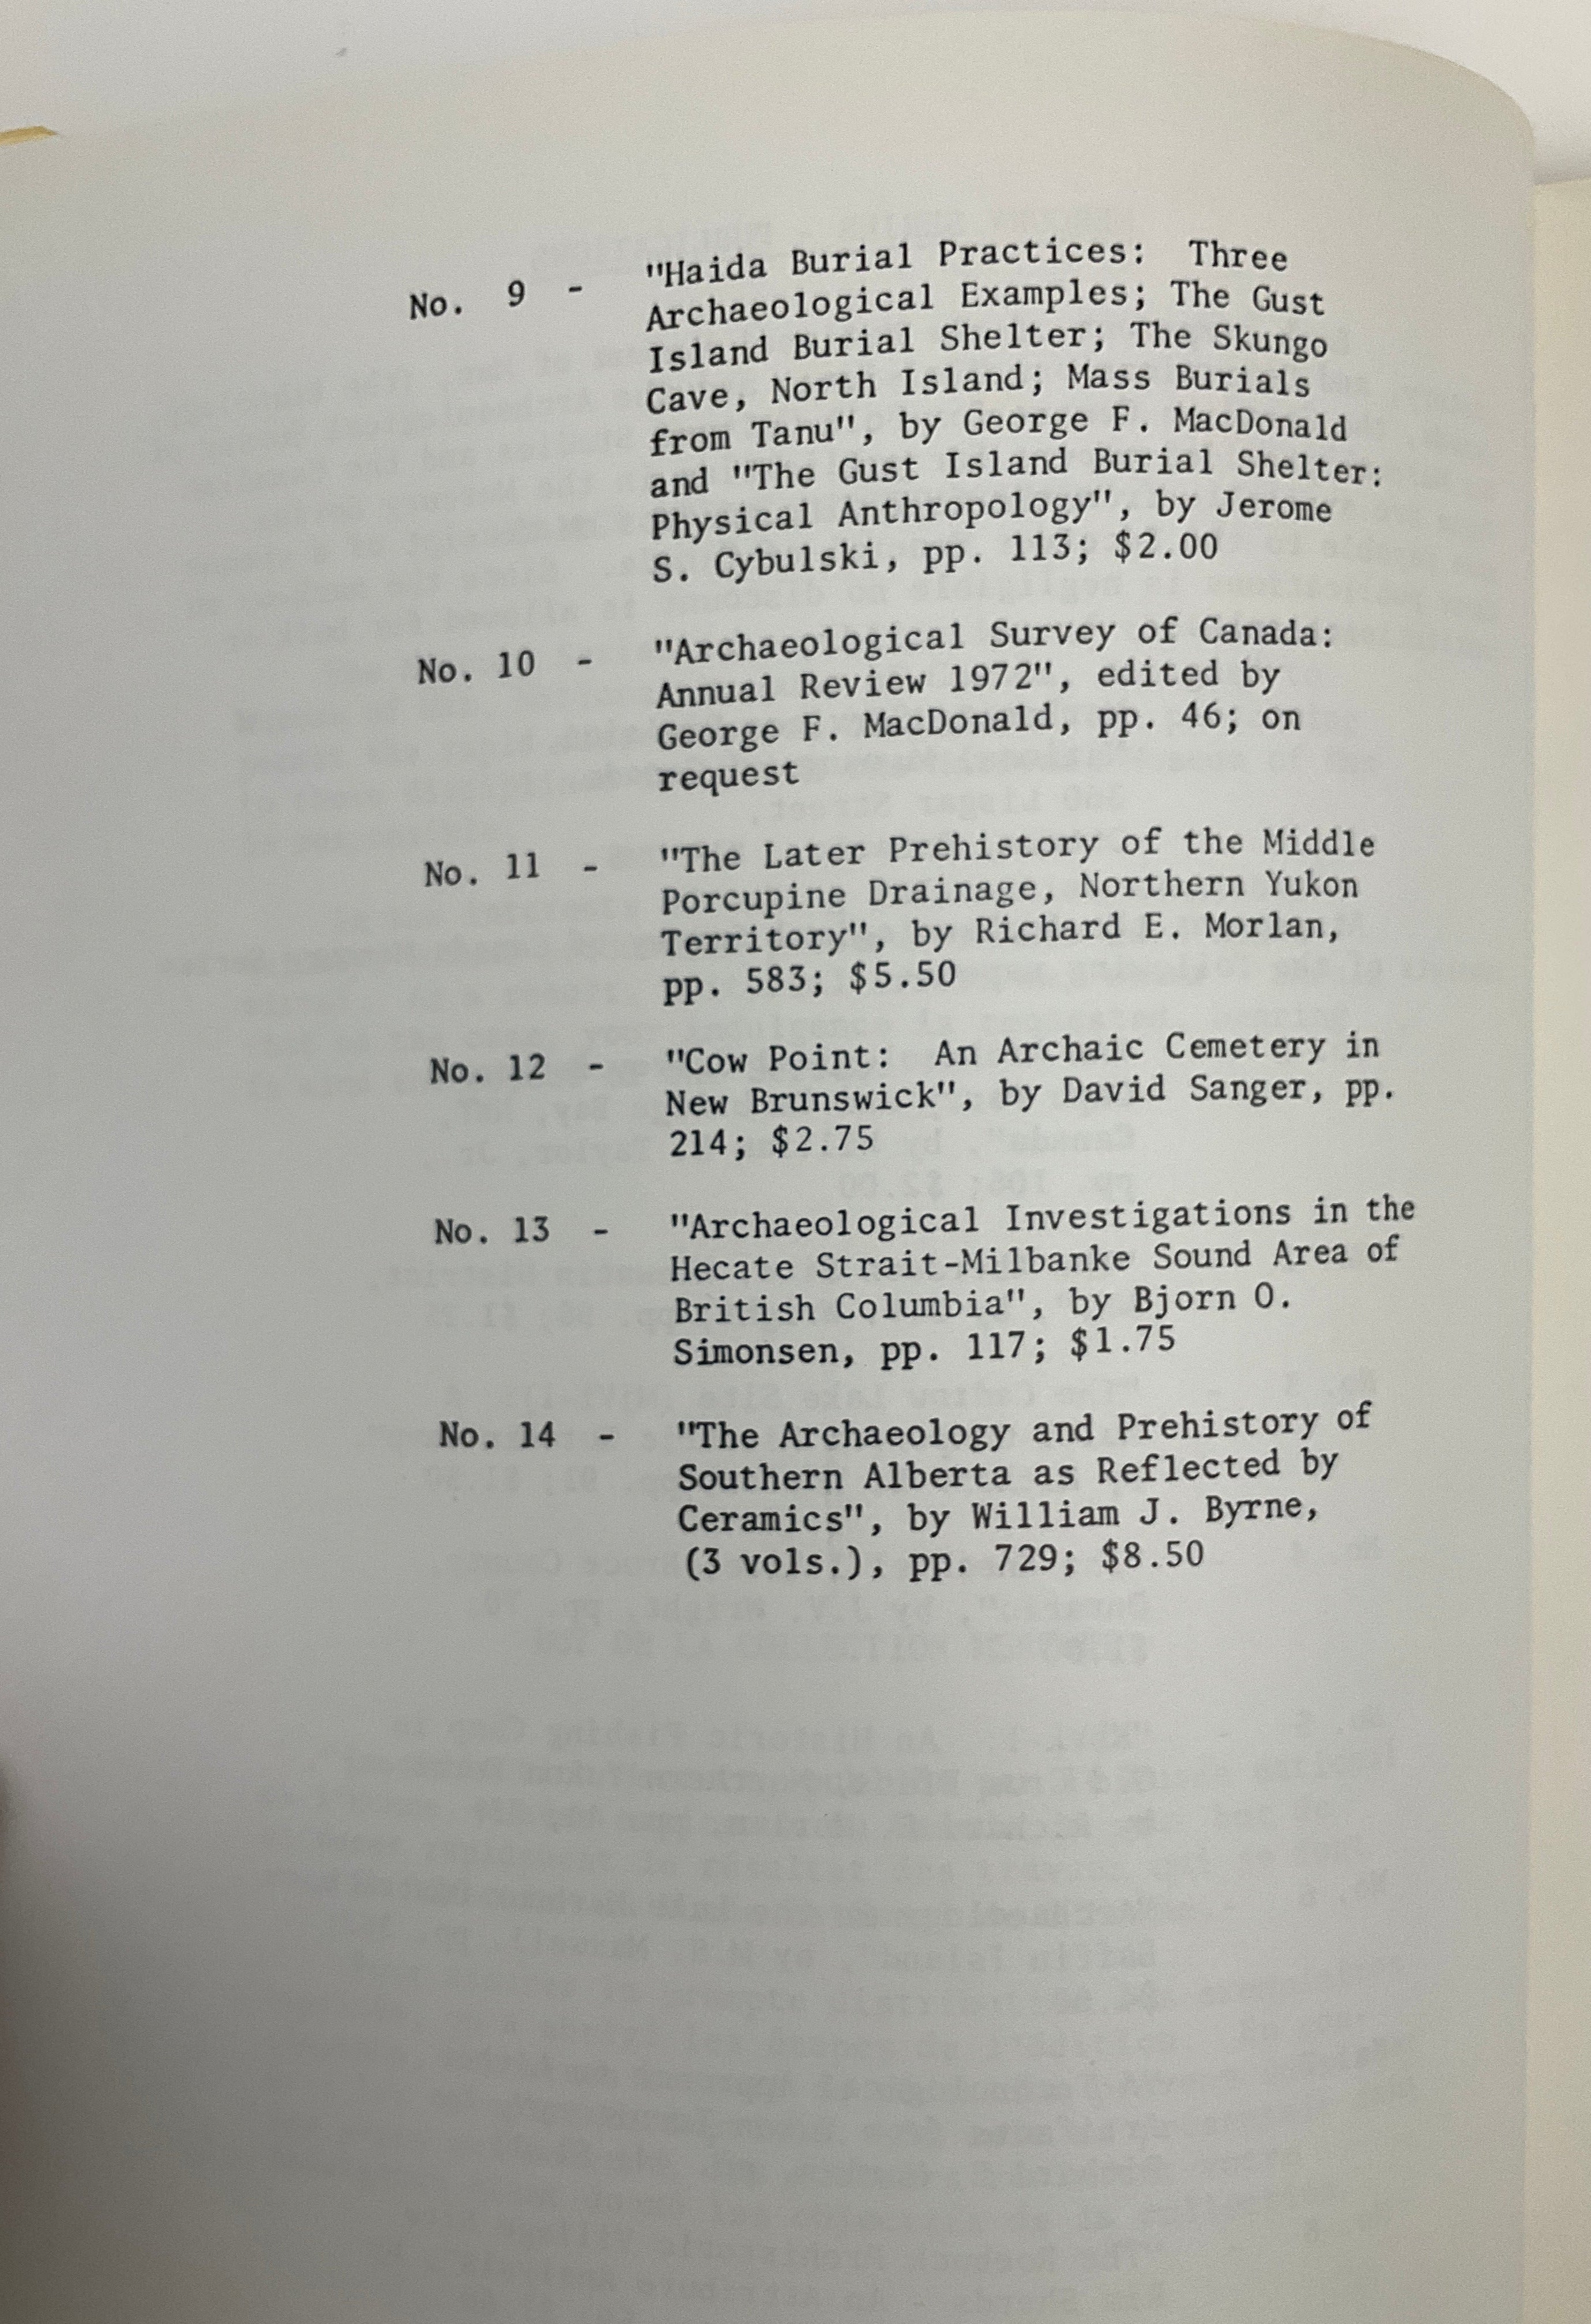 No. 9 - "Haida Burial Practices: Three
Archaeological Examples; The Gust
Island Burial Shelter; The Skungo
Cave, North Island; Mass Burials
from Tanu", by George F. MacDonald
and "The Gust Island Burial Shelter:
Physical Anthropology", by Jerome
S. Cybulski, pp. 113; $2.00
No. 10 - "Archaeological Survey of Canada:
Annual Review 1972", edited by
George F. MacDonald, pp. 46; on
request
No. 11 - "The Later Prehistory of the Middle
Porcupine Drainage, Northern Yukon
Territory", by Richard E. Morlan,
pp. 583; $5.50
No. 12 - "Cow Point: An Archaic Cemetery in
New Brunswick", by David Sanger, pp.
214; $2.75
No. 13 - "Archaeological Investigations in the
Hecate Strait-Milbanke Sound Area of
British Columbia", by Bjorn O.
Simonsen, pp. 117; $1.75
No. 14 - "The Archaeology and Prehistory of
Southern Alberta as Reflected by
Ceramics", by William J. Byrne,
(3 vols.), pp. 729; $8.50